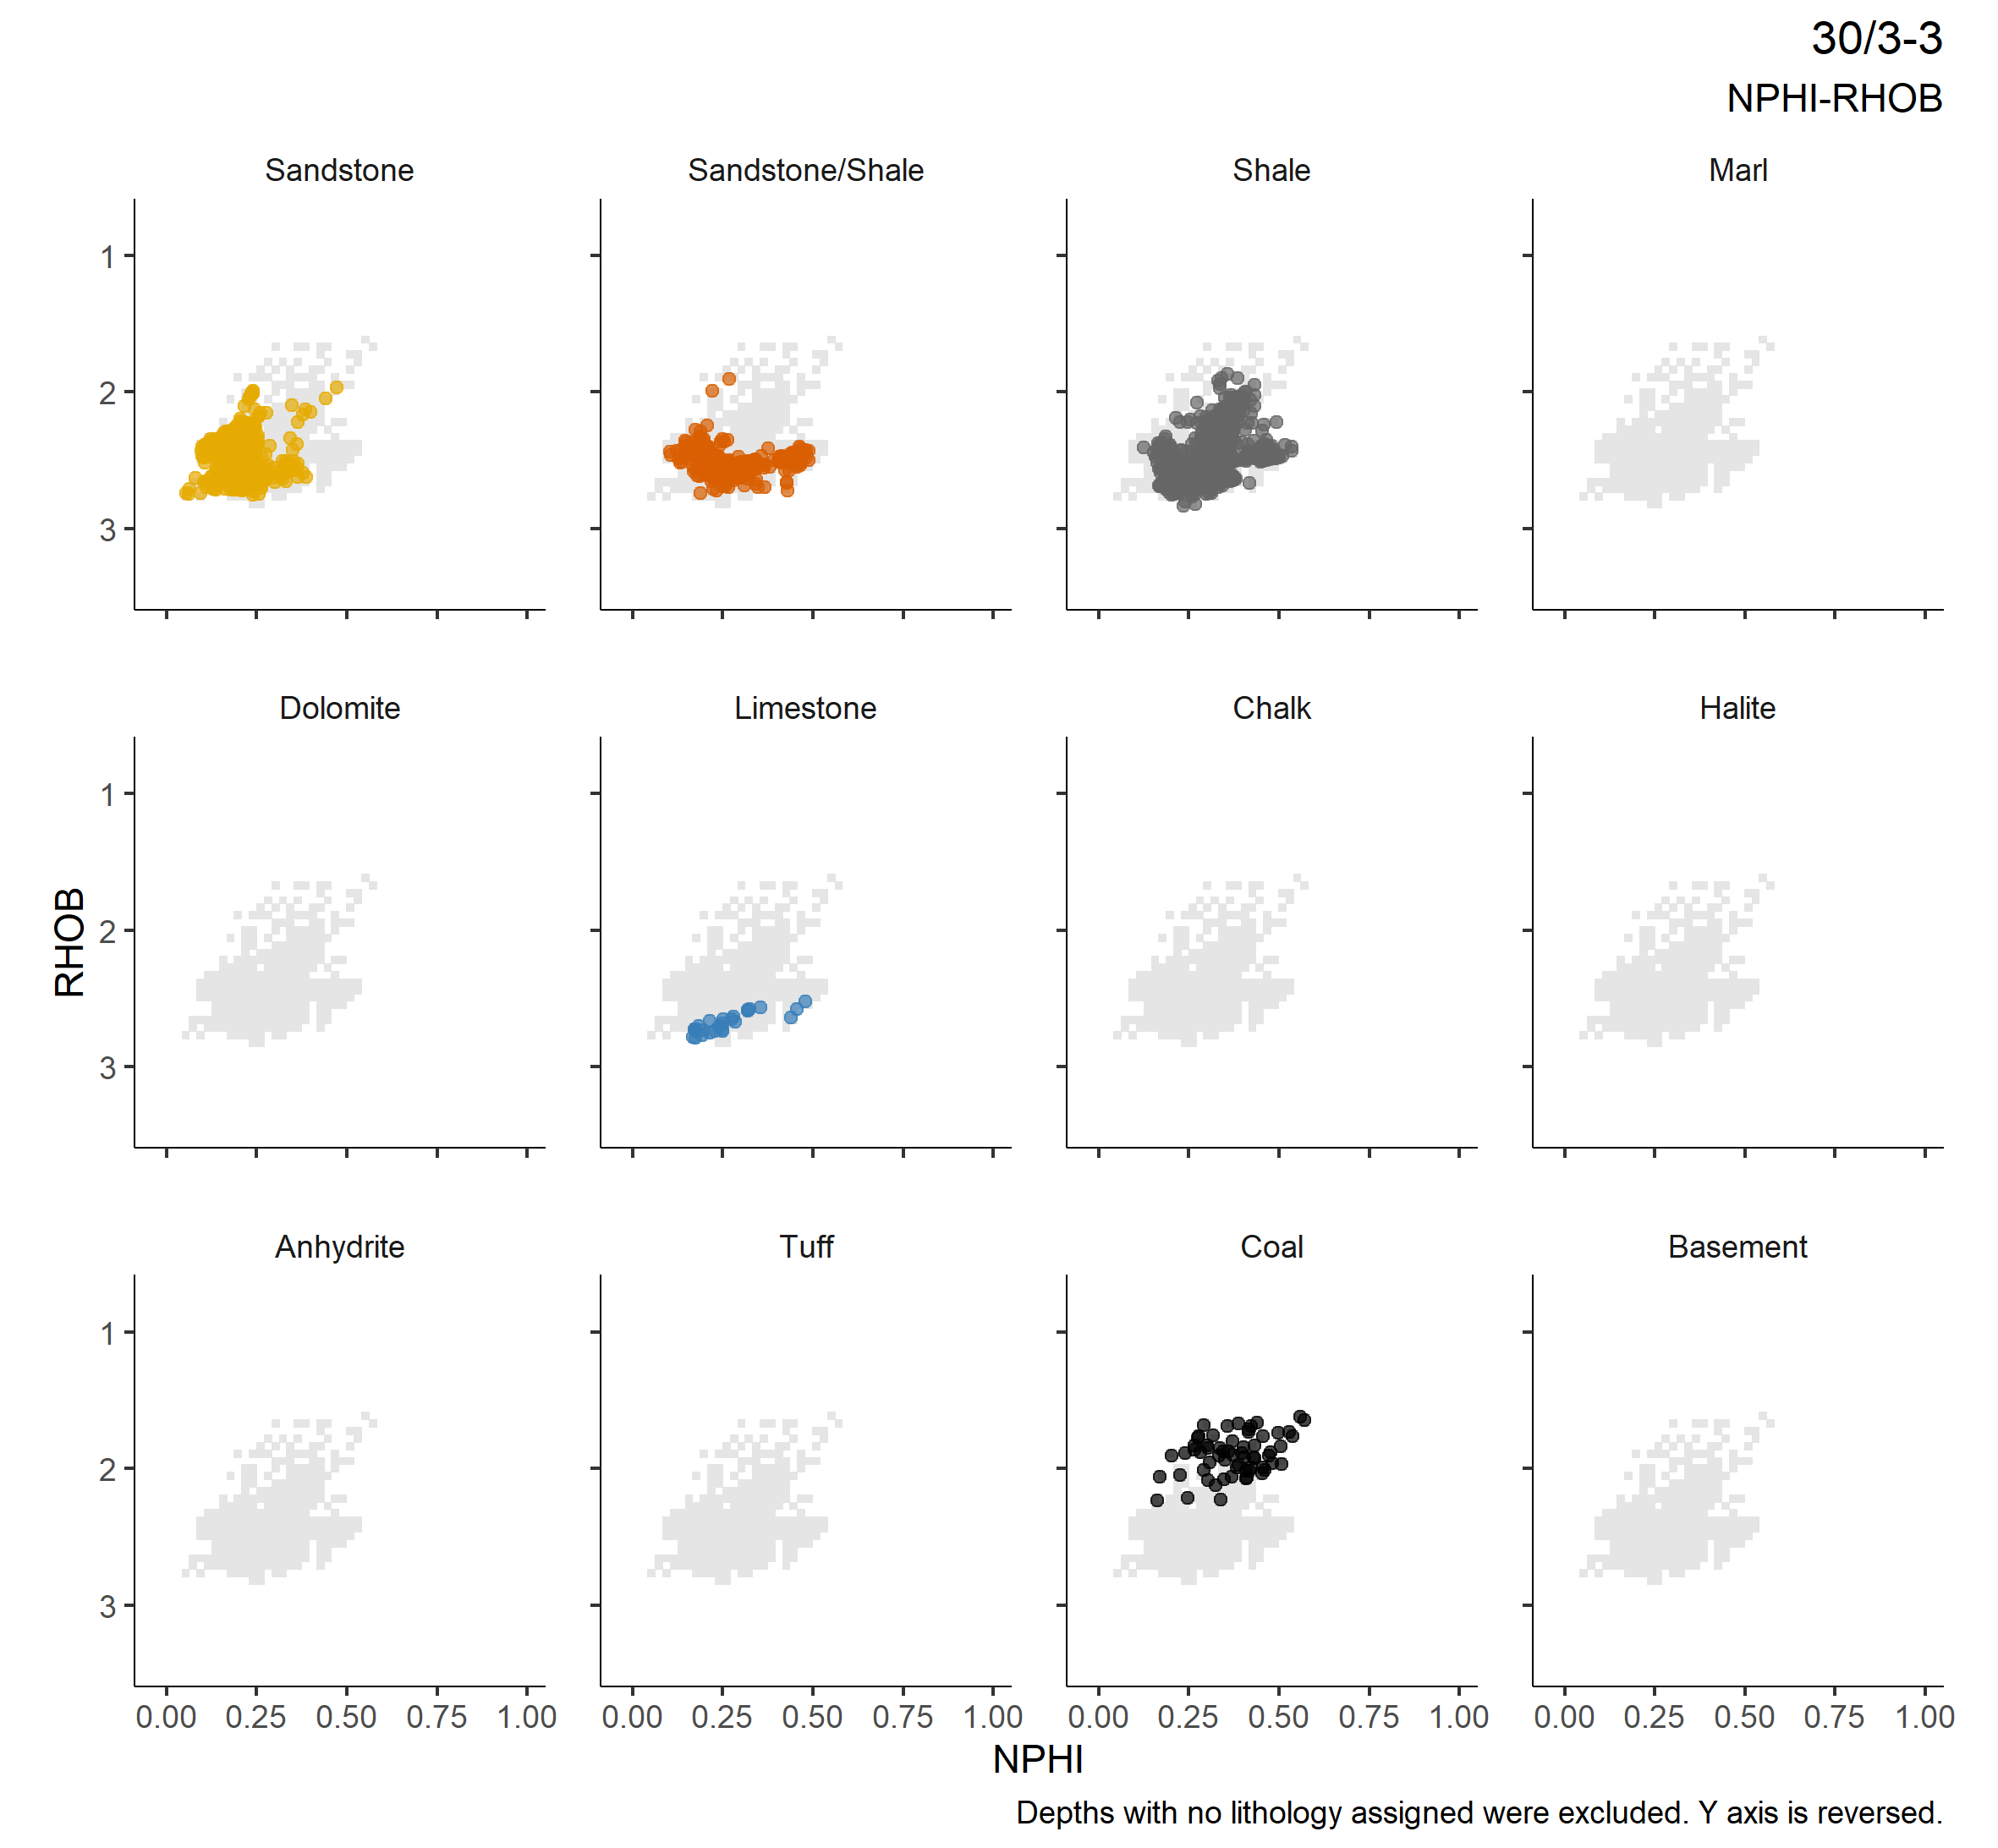 30/3-3
NPHI-RHOB
Sandstone
Sandstone/Shale
Shale
Marl
1
2
3
Dolomite
Limestone
Chalk
Halite
RHOB
1
2
3
Anhydrite
Tuff
Coal
Basement
1
2
3
0.00 0.25 0.50 0.75 1.00
0.00 0.25 0.50 0.75 1.00
0.00 0.25 0.50 0.75 1.00
0.00 0.25 0.50 0.75 1.00
NPHI
Depths with no lithology assigned were excluded. Y axis is reversed.